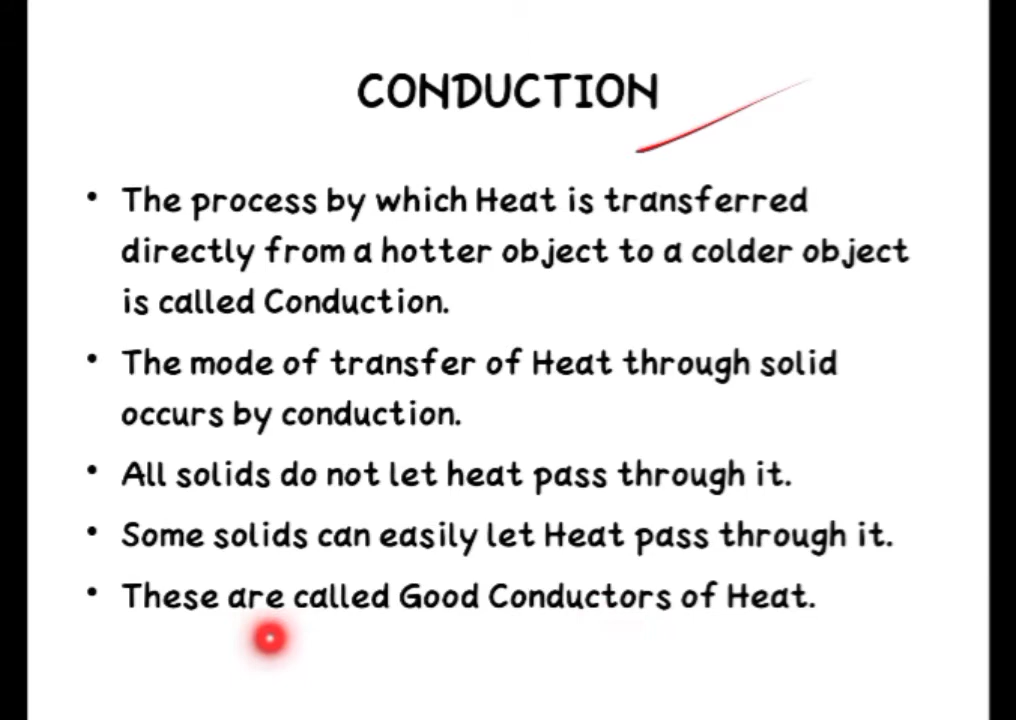 CONDUCTION
• The process by which Heat is transferred
directly from a hotter object to a colder object
is called Conduction.
• The mode of transfer of Heat through solid
occurs by conduction.
• All solids do not let heat pass through it.
• Some solids can easily let Heat pass through it.
• These are called Good Conductors of Heat.